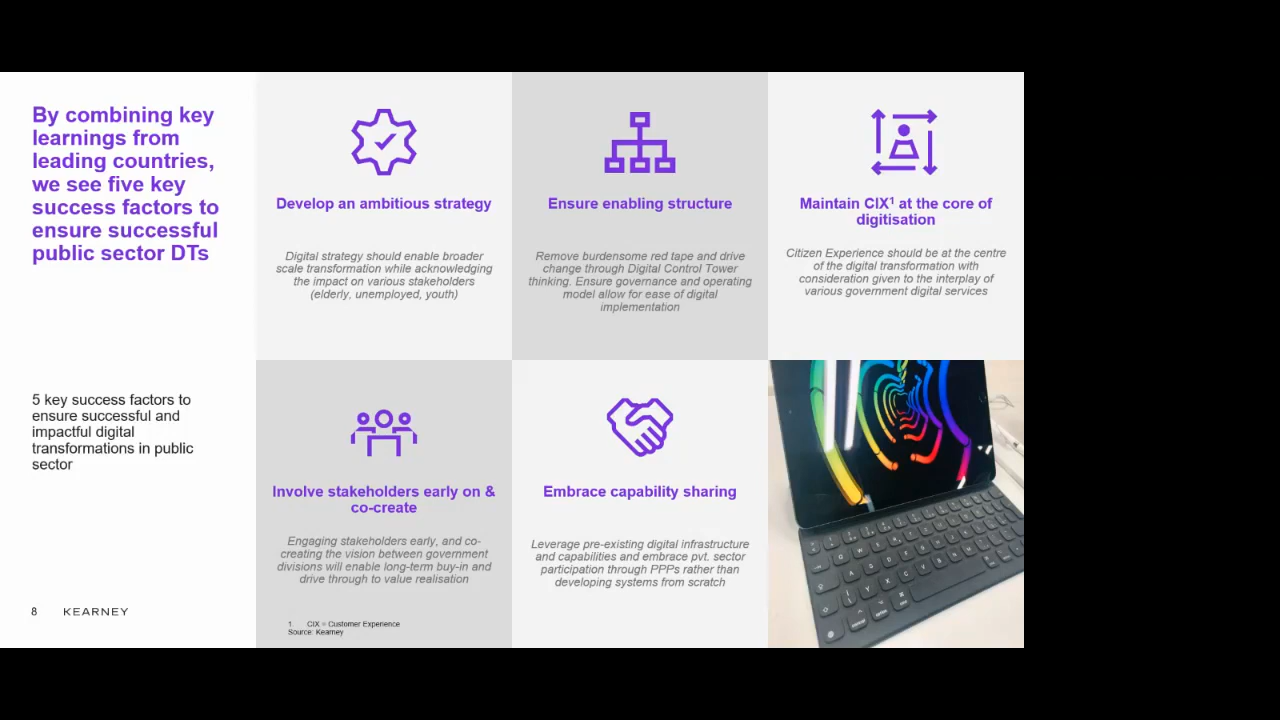 By combining key
learnings from
leading countries,
we see five key
success factors to
ensure successful
public sector DTs
5 key success factors to
ensure successful and
impactful digital
transformations in public
sector
8 KEARNEY
Develop an ambitious strategy
Digital strategy should enable broader
scale transformation while acknowledging
the impact on various stakeholders
(elderly, unemployed, youth)
Ensure enabling structure
Remove burdensome red tape and drive
change through Digital Control Tower
thinking. Ensure governance and operating
model allow for ease of digital
implementation
Maintain CIX¹ at the core of
digitisation
Citizen Experience should be at the centre
of the digital transformation with
consideration given to the interplay of
various government digital services
Involve stakeholders early on &
co-create
Engaging stakeholders early, and co-
creating the vision between government
divisions will enable long-term buy-in and
drive through to value realisation
Embrace capability sharing
Leverage pre-existing digital infrastructure
and capabilities and embrace pvt. sector
participation through PPPs rather than
developing systems from scratch
1. CIX = Customer Experience
Source: Kearney